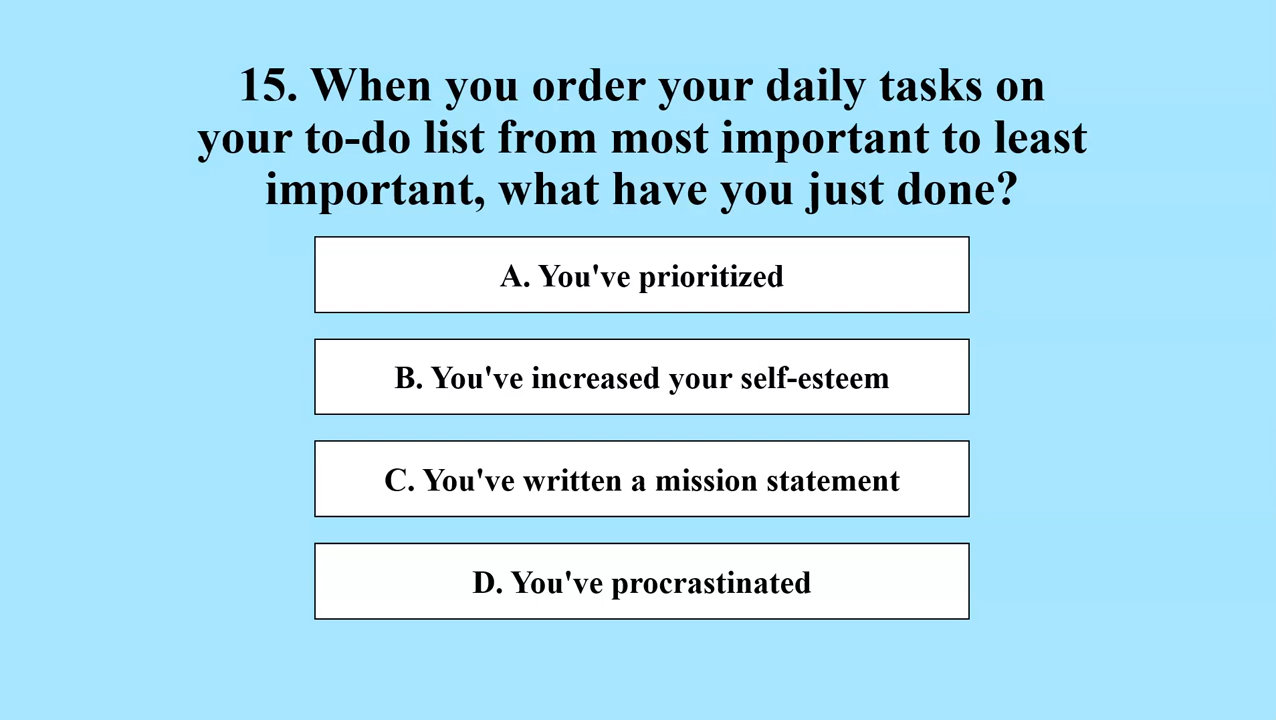 15. When you order your daily tasks on
your to-do list from most important to least
important, what have you just done?
A. You've prioritized
B. You've increased your self-esteem
C. You've written a mission statement
D. You've procrastinated